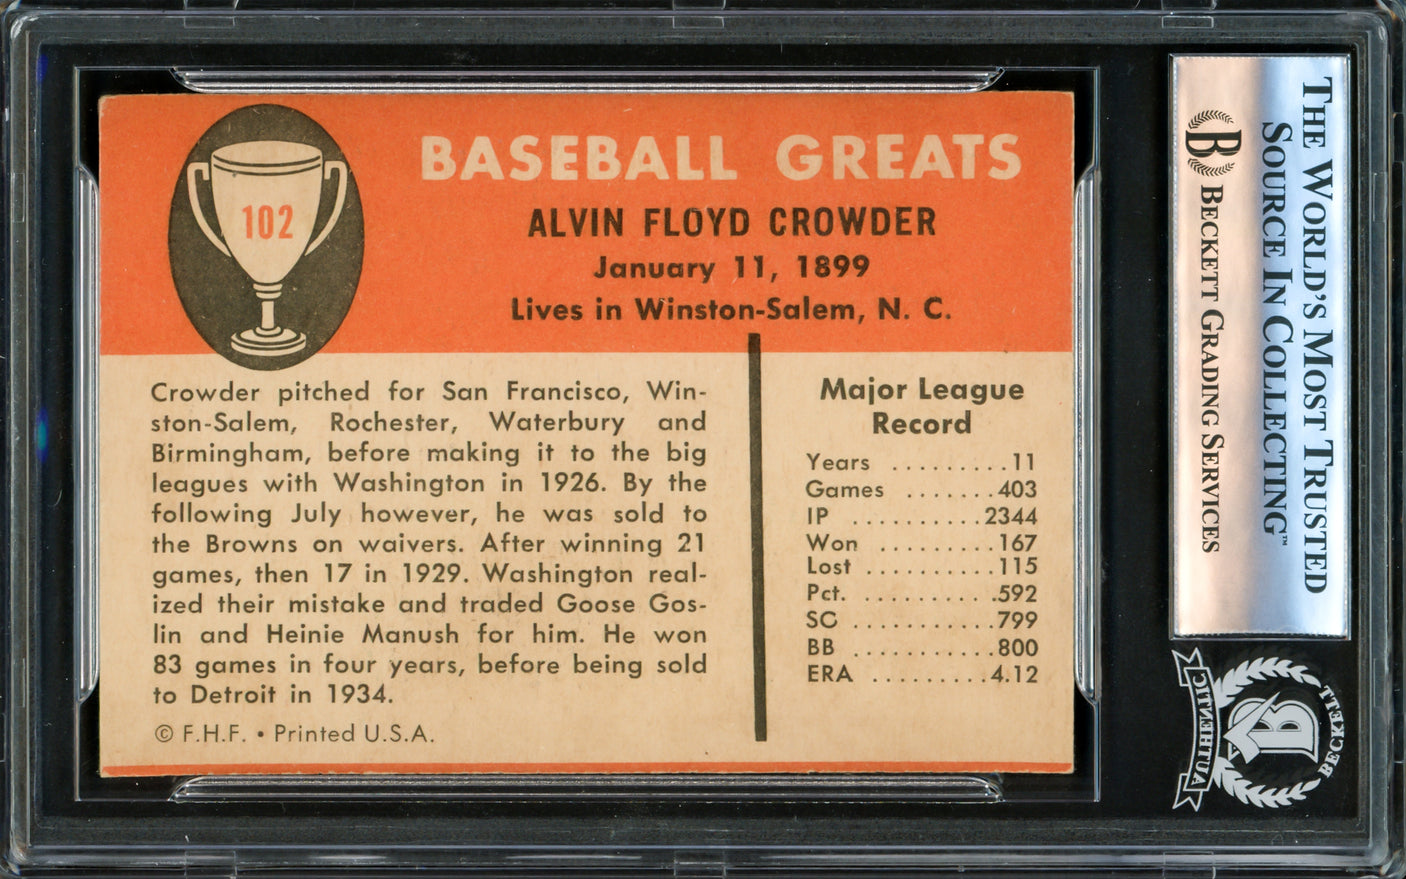 102
BASEBALL GREATS
ALVIN FLOYD CROWDER
January 11, 1899
Lives in Winston-Salem, N. C.
Crowder pitched for San Francisco, Win-
ston-Salem, Rochester, Waterbury and
Birmingham, before making it to the big
leagues with Washington in 1926. By the
following July however, he was sold to
the Browns on waivers. After winning 21
games, then 17 in 1929. Washington real-
ized their mistake and traded Goose Gos-
lin and Heinie Manush for him. He won
83 games in four years, before being sold
to Detroit in 1934.
© F.H.F. • Printed U.S.A.
Major League
Record
Years .........11
Games .......403
IP ..........2344
Won .........167
Lost ..........115
Pct. ...........592
SO ...........799
BB ...........800
ERA .........4.12
THE WORLD'S MOST TRUSTED
SOURCE IN COLLECTING™
B BECKETT GRADING SERVICES
AUTHENTIC
B
BECKETT